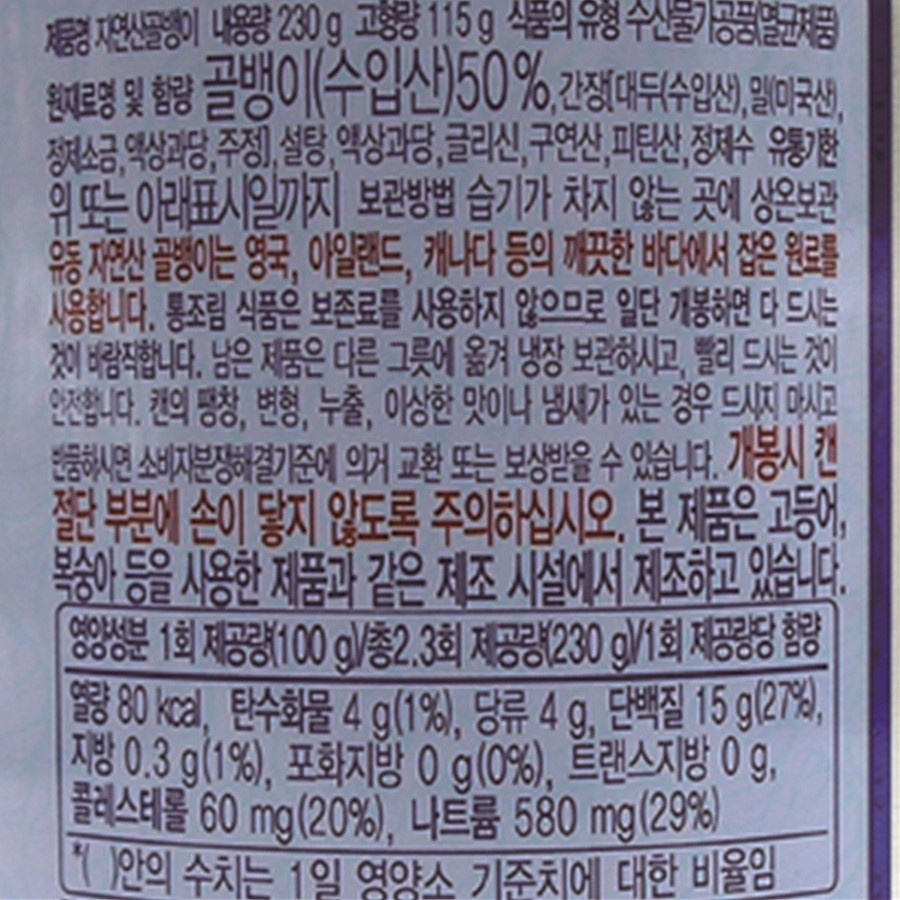 제품명 자연산골뱅이 내용량 230 g 고형량 115 g 식품의 유형 수산물가공품(멸균제품)
원재료명 및 함량 골뱅이(수입산)50%, 간장[대두(수입산), 밀(미국산),
정제소금, 액상과당, 주정], 설탕, 액상과당, 글리신, 구연산, 피틴산, 정제수 유통기한
위 또는 아래표시일까지 보관방법 습기가 차지 않는 곳에 상온보관
유동 자연산 골뱅이는 영국, 아일랜드, 캐나다 등의 깨끗한 바다에서 잡은 원료를
사용합니다. 통조림 식품은 보존료를 사용하지 않으므로 일단 개봉하면 다 드시는
것이 바람직합니다. 남은 제품은 다른 그릇에 옮겨 냉장 보관하시고, 빨리 드시는 것이
안전합니다. 캔의 팽창, 변형, 누출, 이상한 맛이나 냄새가 있는 경우 드시지 마시고
반품하시면 소비자분쟁해결기준에 의거 교환 또는 보상받을 수 있습니다. 개봉시 캔
절단 부분에 손이 닿지 않도록 주의하십시오. 본 제품은 고등어,
복숭아 등을 사용한 제품과 같은 제조 시설에서 제조하고 있습니다.
영양성분 1회 제공량(100 g)/총2.3회 제공량(230 g)/1회 제공량당 함량
열량 80 kcal, 탄수화물 4 g(1%), 당류 4 g, 단백질 15 g(27%),
지방 0.3 g(1%), 포화지방 0 g(0%), 트랜스지방 0 g,
콜레스테롤 60 mg(20%), 나트륨 580 mg(29%)
*( )안의 수치는 1일 영양소 기준치에 대한 비율임